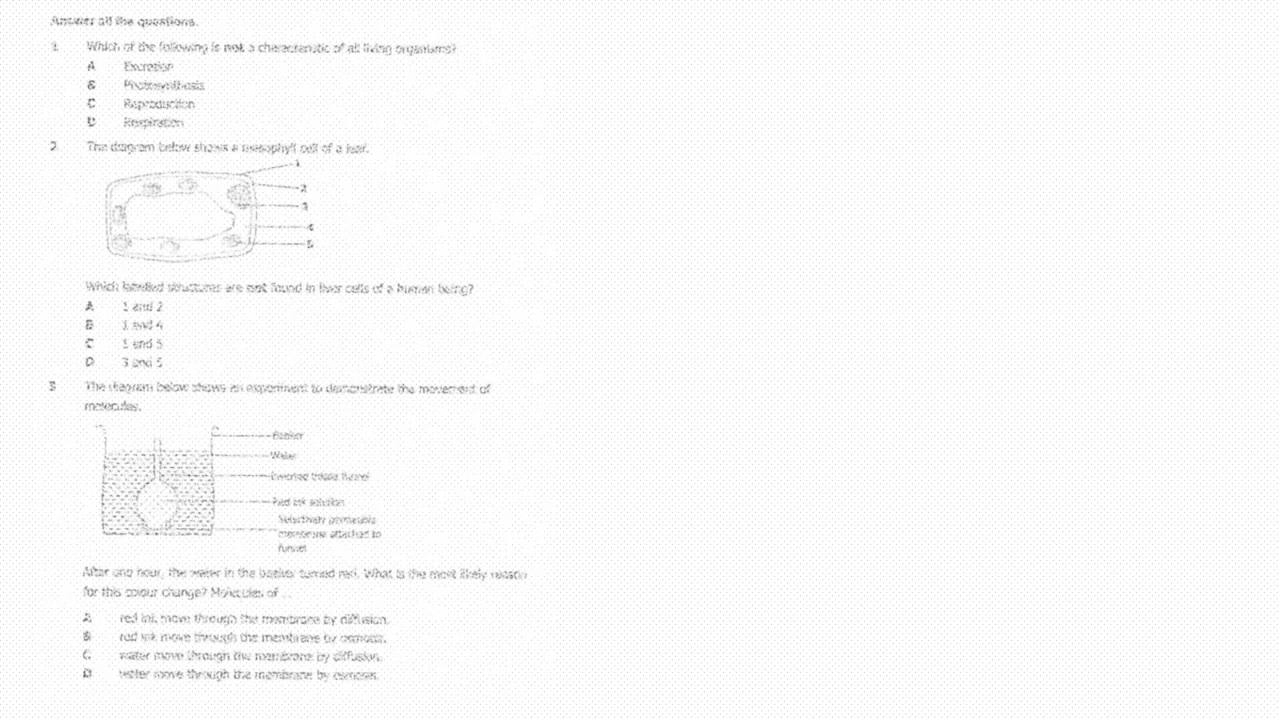 Answer all the questions.
1 Which of the following is not a characteristic of all living organisms?
A Excretion
B Photosynthesis
C Reproduction
D Respiration
2 The diagram below shows a mesophyll cell of a leaf.
1
2
3
4
5
Which labelled structures are not found in liver cells of a human being?
A 1 and 2
B 1 and 4
C 1 and 5
D 3 and 5
3 The diagram below shows an experiment to demonstrate the movement of
molecules.
Beaker
Water
Inverted thistle funnel
Red ink solution
Selectively permeable
membrane attached to
funnel
After one hour, the water in the beaker turned red. What is the most likely reason
for this colour change? Molecules of ...
A red ink move through the membrane by diffusion.
B red ink move through the membrane by osmosis.
C water move through the membrane by diffusion.
D water move through the membrane by osmosis.